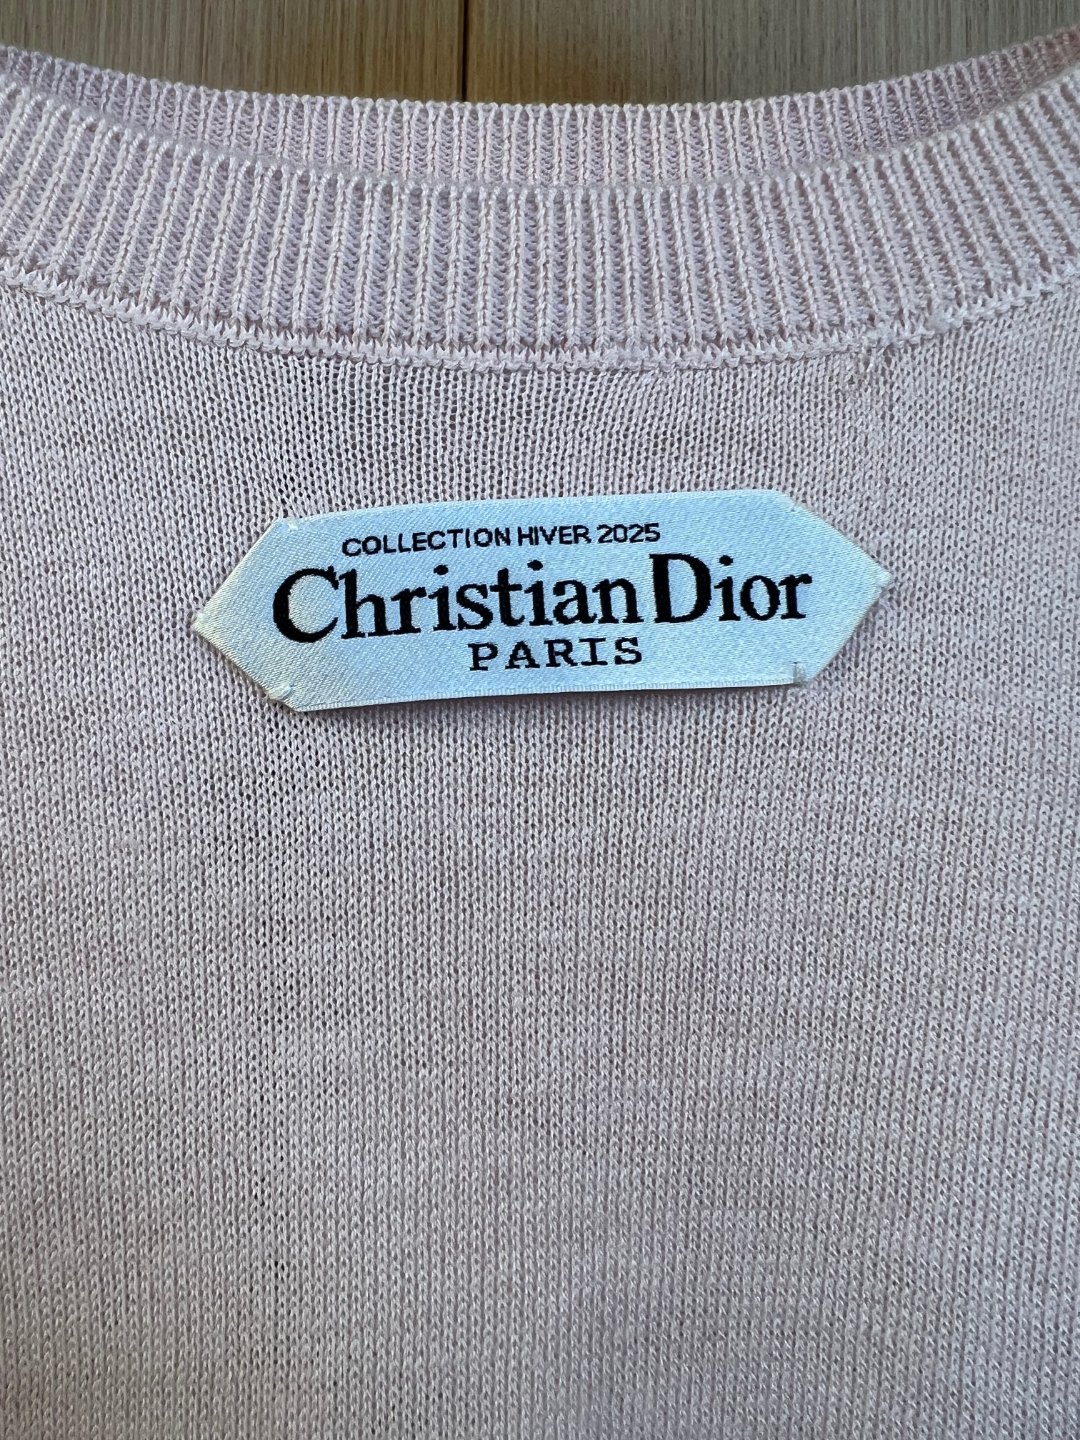 COLLECTION HIVER 2025
Christian Dior
PARIS